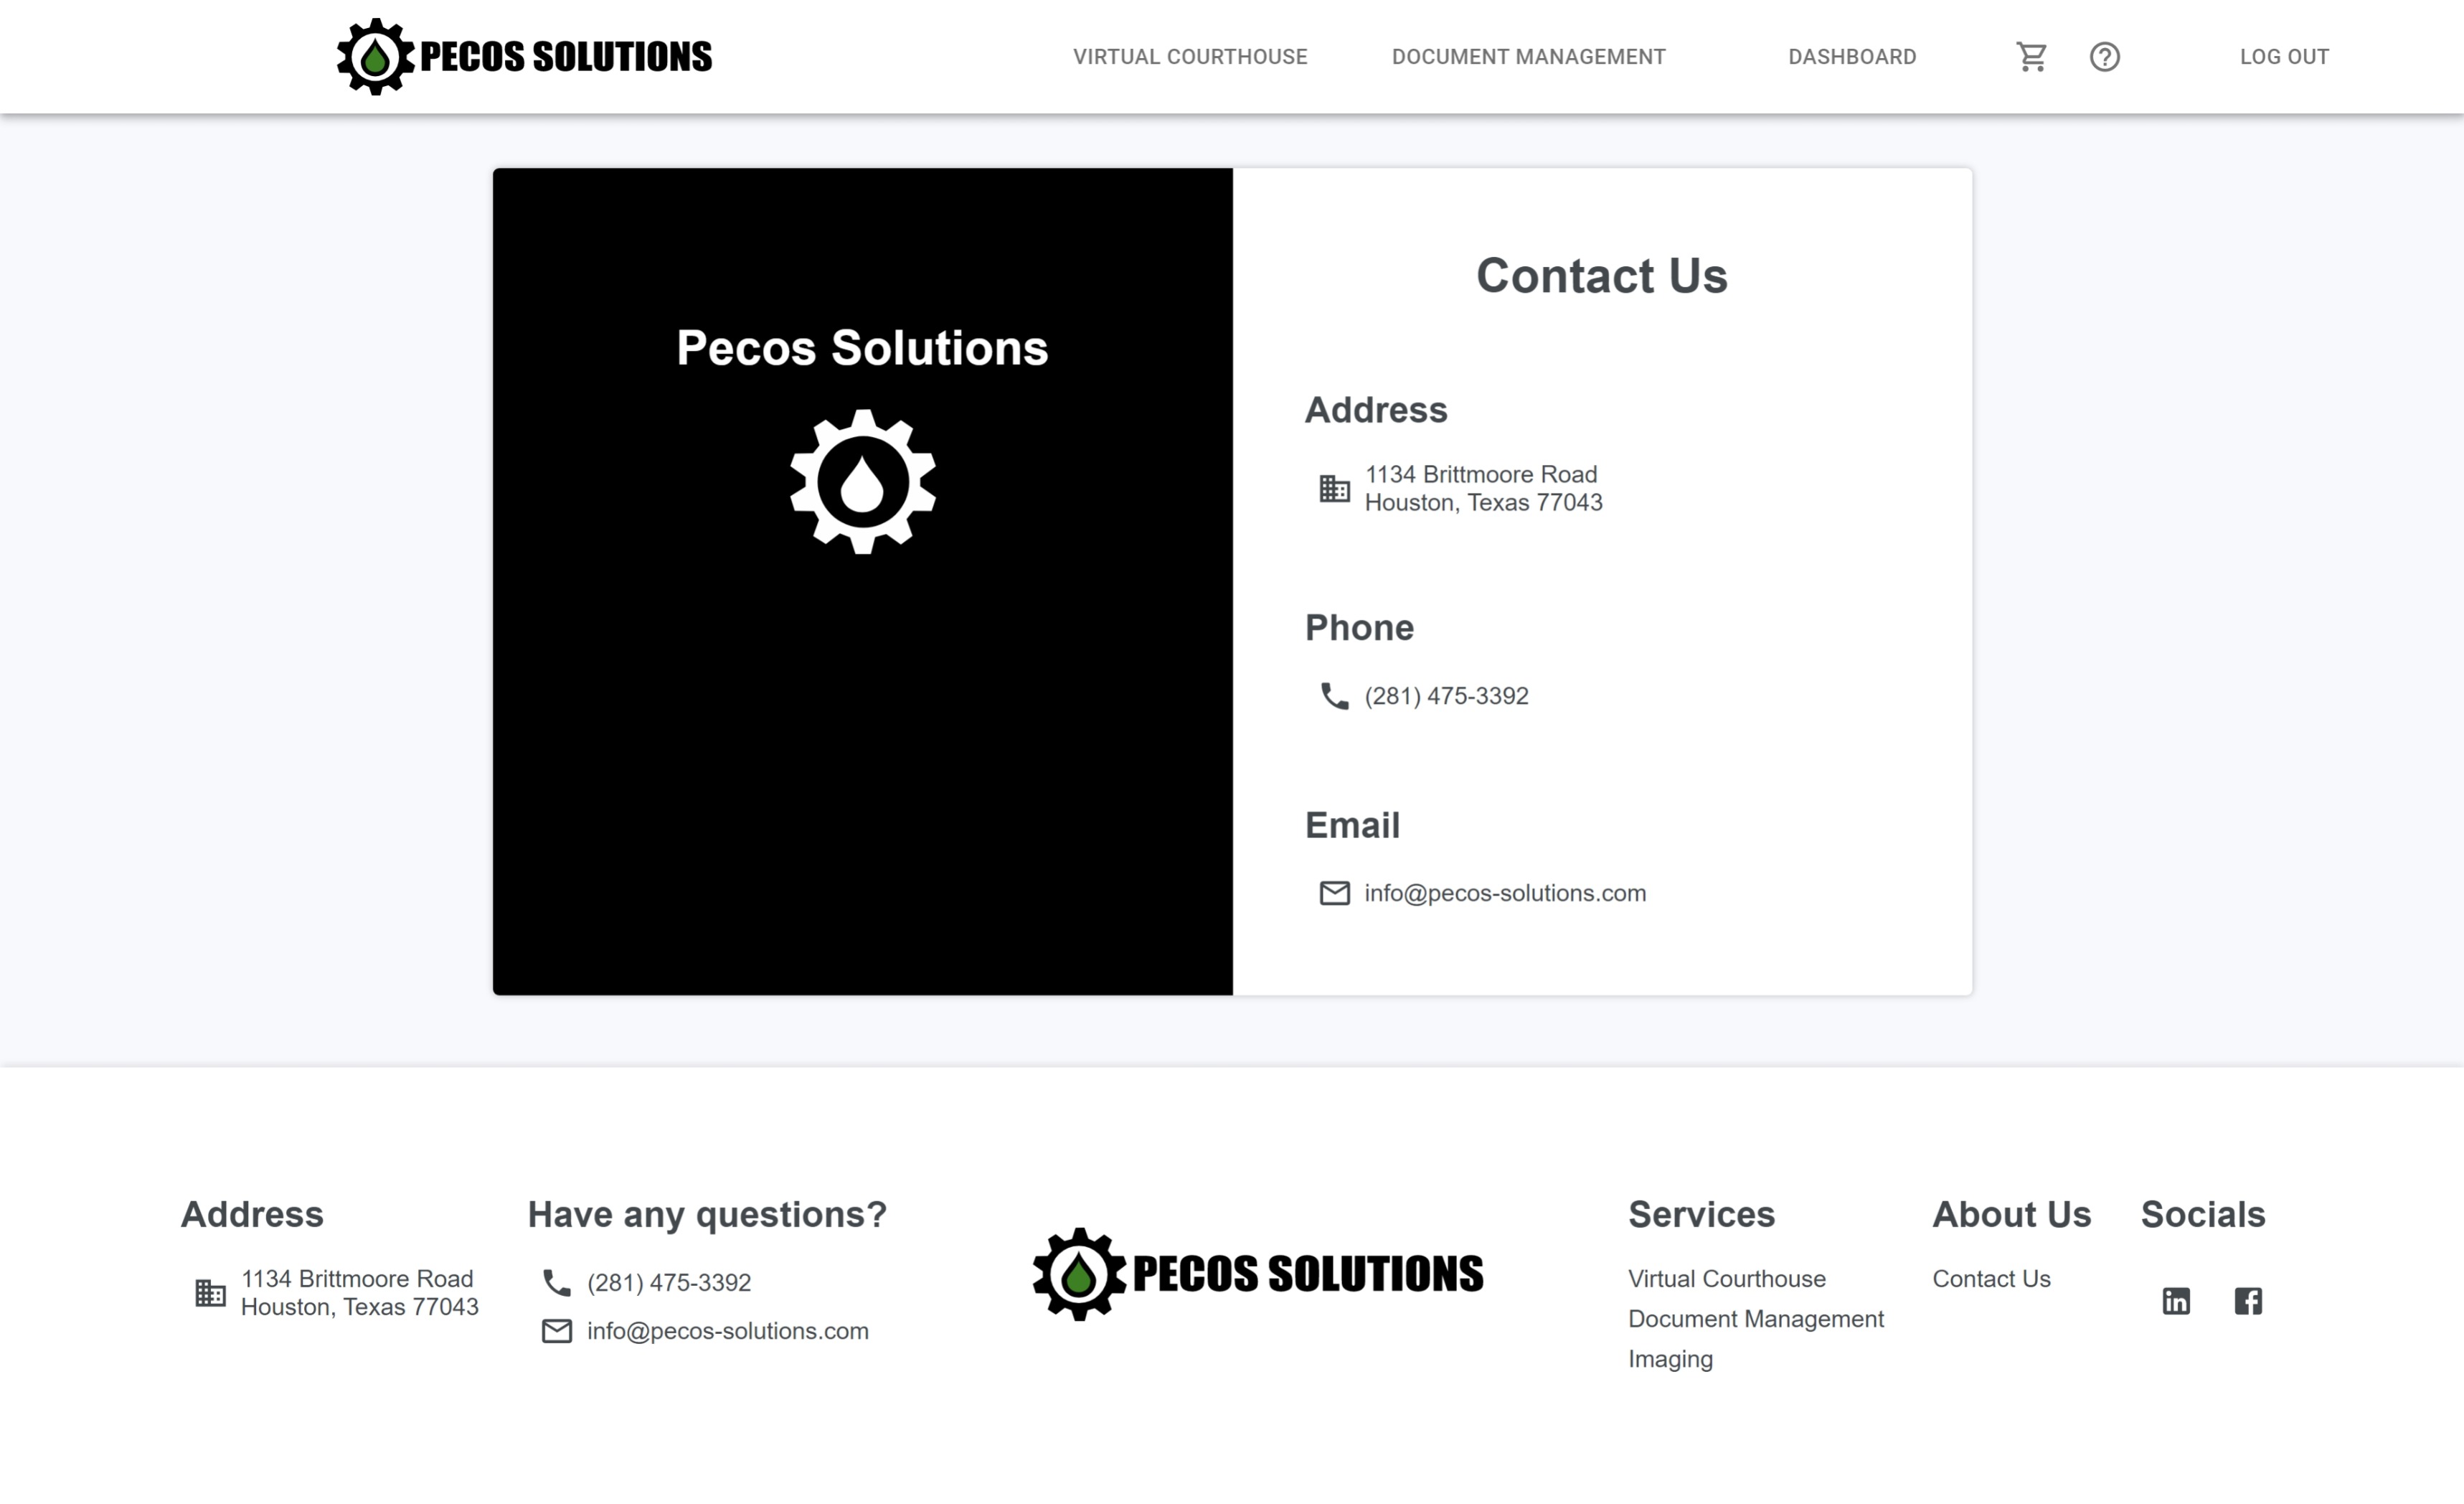 PECOS SOLUTIONS
VIRTUAL COURTHOUSE
DOCUMENT MANAGEMENT
DASHBOARD
LOG OUT
Pecos Solutions
Contact Us
Address
1134 Brittmoore Road
Houston, Texas 77043
Phone
(281) 475-3392
Email
info@pecos-solutions.com
Address
1134 Brittmoore Road
Houston, Texas 77043
Have any questions?
(281) 475-3392
info@pecos-solutions.com
PECOS SOLUTIONS
Services
Virtual Courthouse
Document Management
Imaging
About Us
Contact Us
Socials